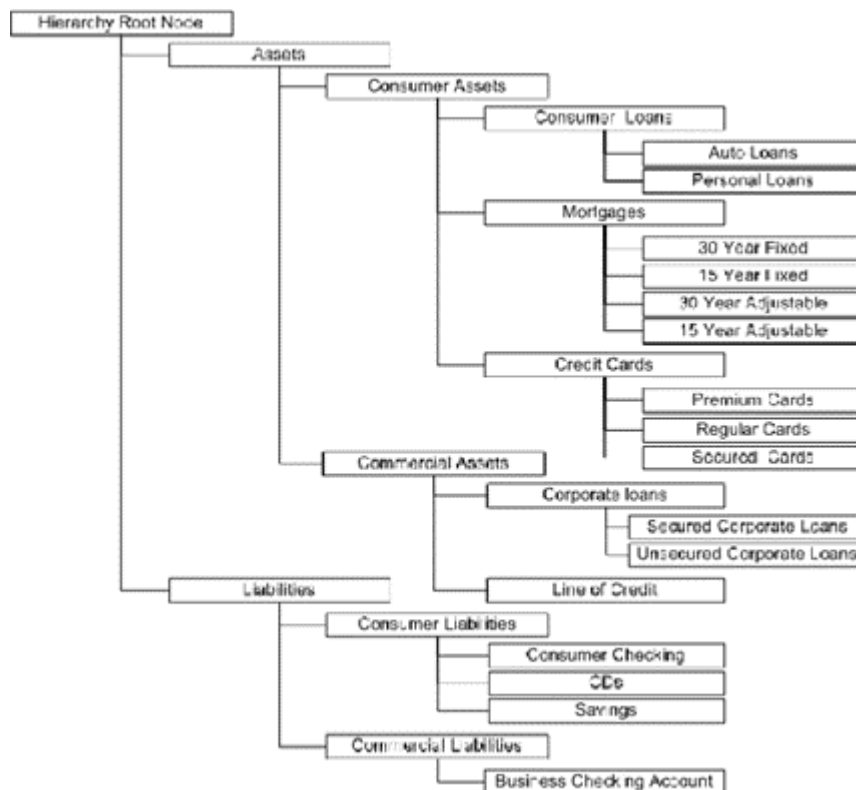 Hierarchy Root Node
Assets
Consumer Assets
Consumer Loans
Auto Loans
Personal Loans
Mortgages
30 Year Fixed
15 Year Fixed
30 Year Adjustable
15 Year Adjustable
Credit Cards
Premium Cards
Regular Cards
Secured Cards
Commercial Assets
Corporate loans
Secured Corporate Loans
Unsecured Corporate Loans
Line of Credit
Liabilities
Consumer Liabilities
Consumer Checking
CDs
Savings
Commercial Liabilities
Business Checking Account